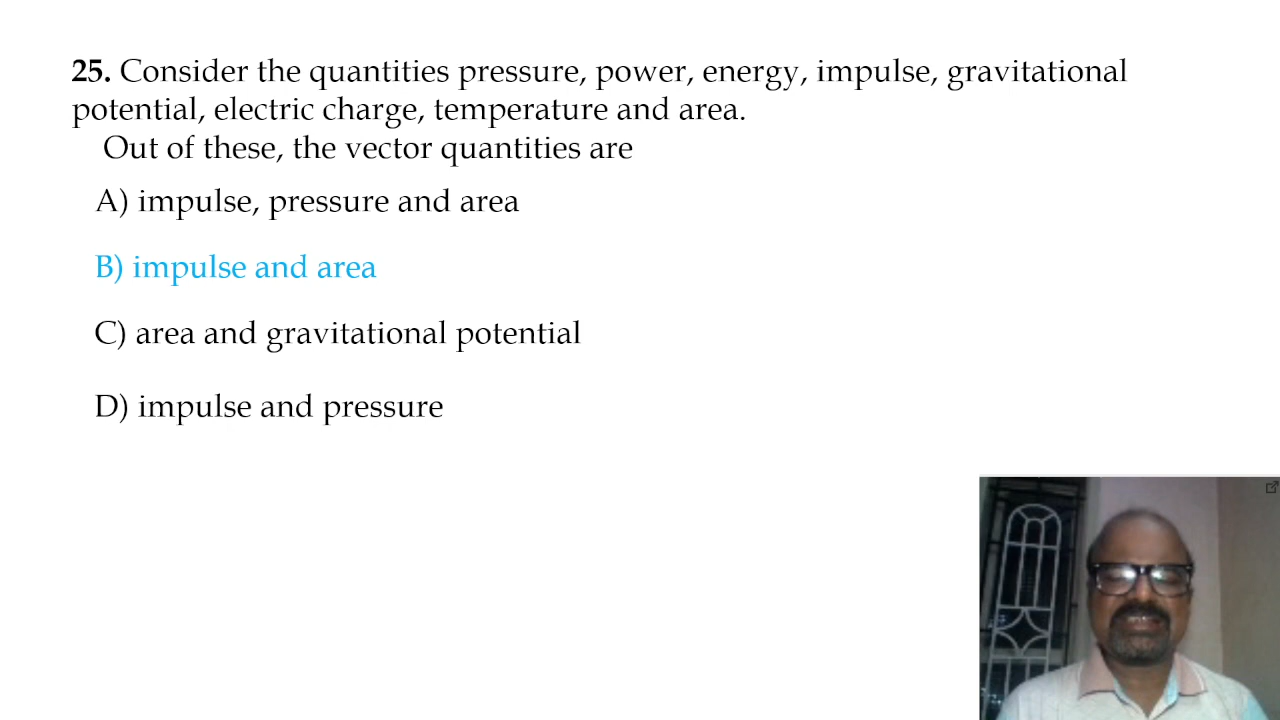 25. Consider the quantities pressure, power, energy, impulse, gravitational
potential, electric charge, temperature and area.
Out of these, the vector quantities are
A) impulse, pressure and area
B) impulse and area
C) area and gravitational potential
D) impulse and pressure